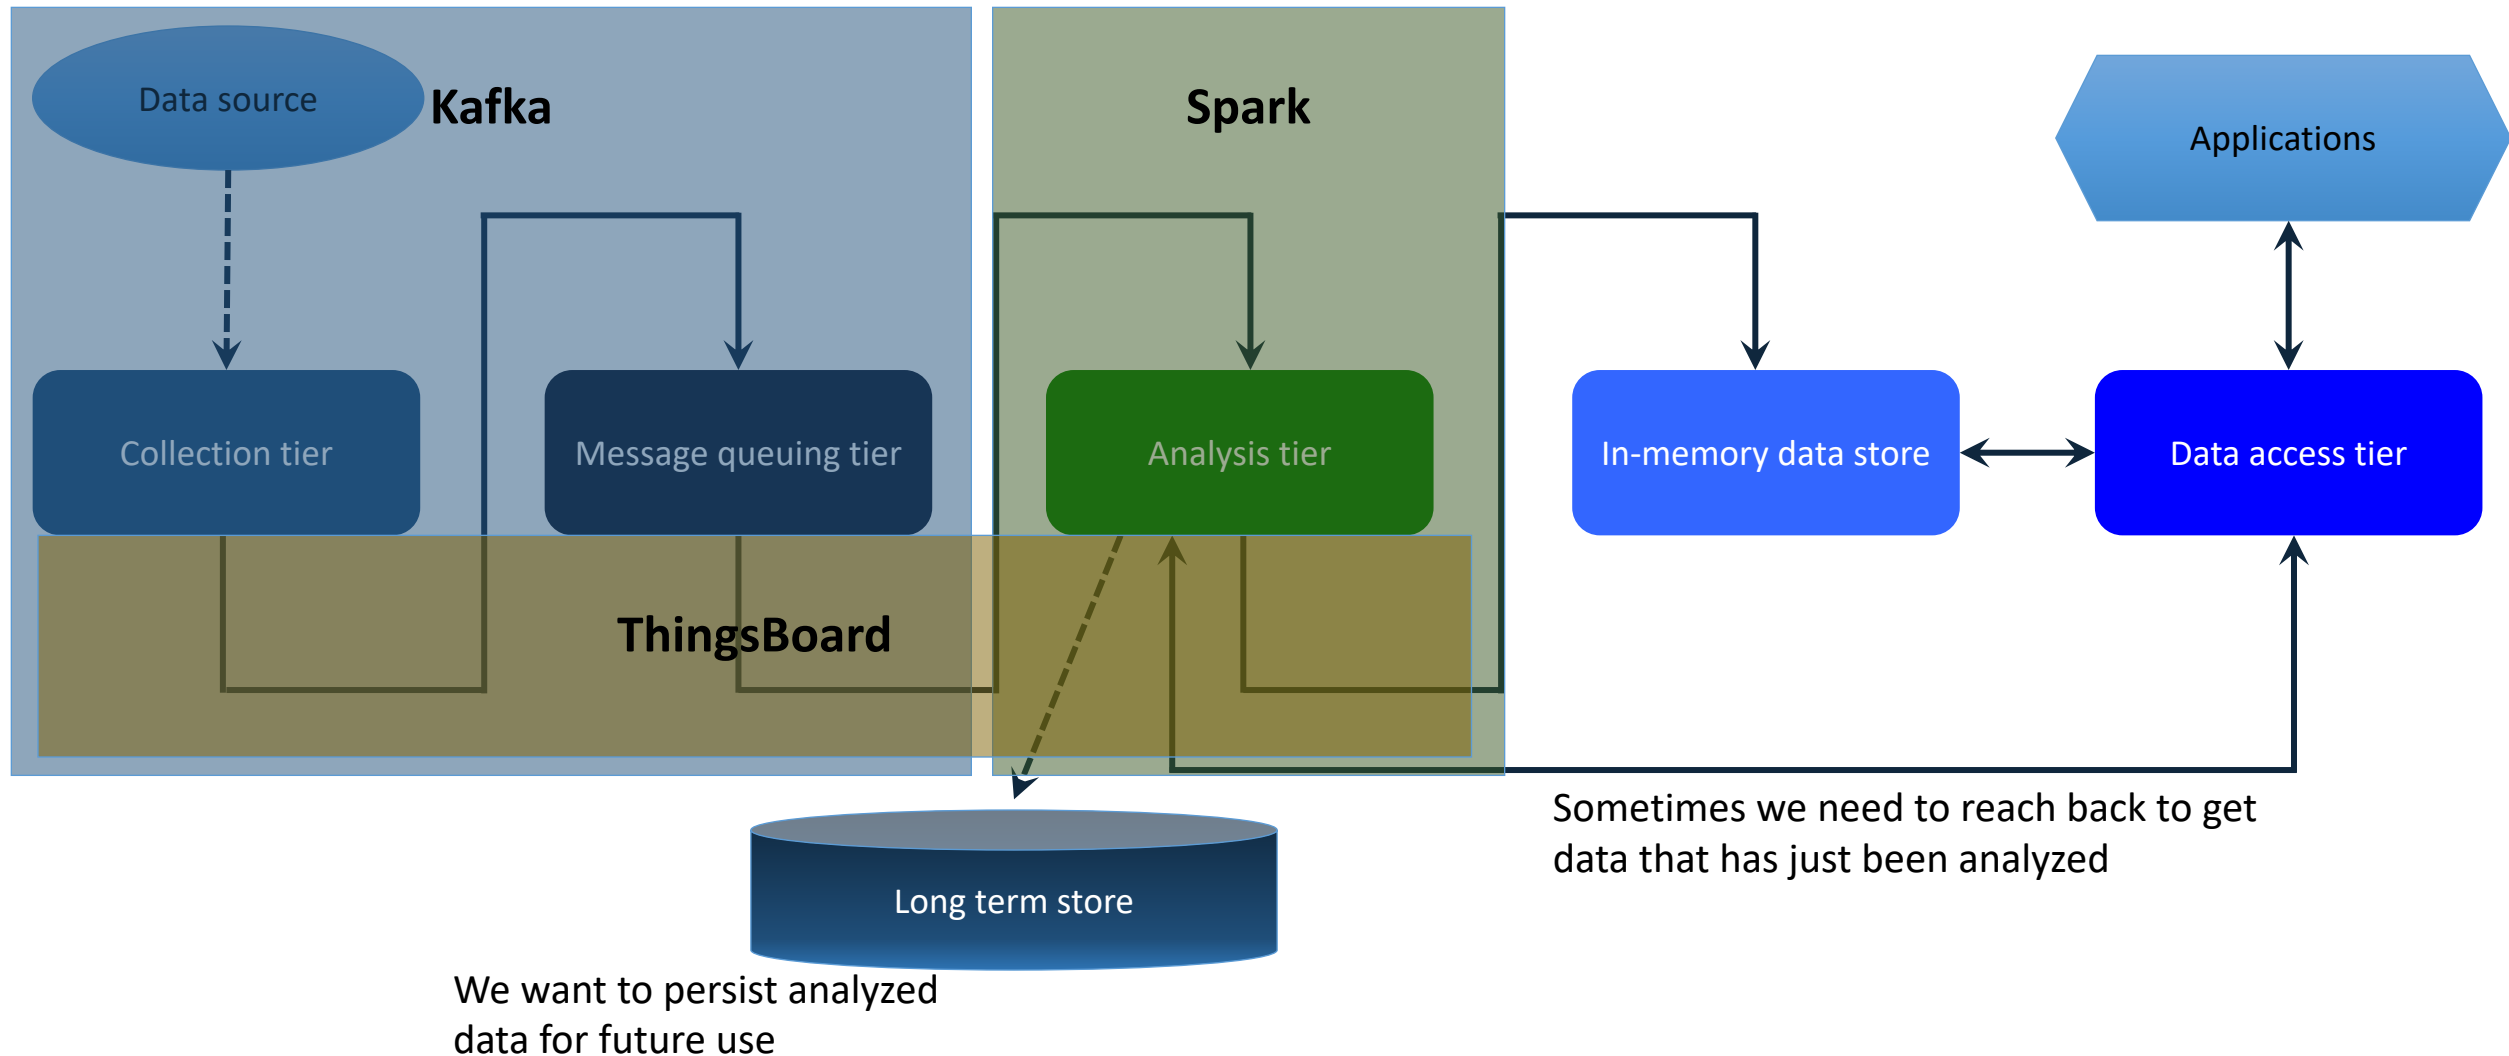 Data source
Kafka
Spark
Applications
Collection tier
Message queuing tier
Analysis tier
In-memory data store
Data access tier
ThingsBoard
Sometimes we need to reach back to get
data that has just been analyzed
Long term store
We want to persist analyzed
data for future use